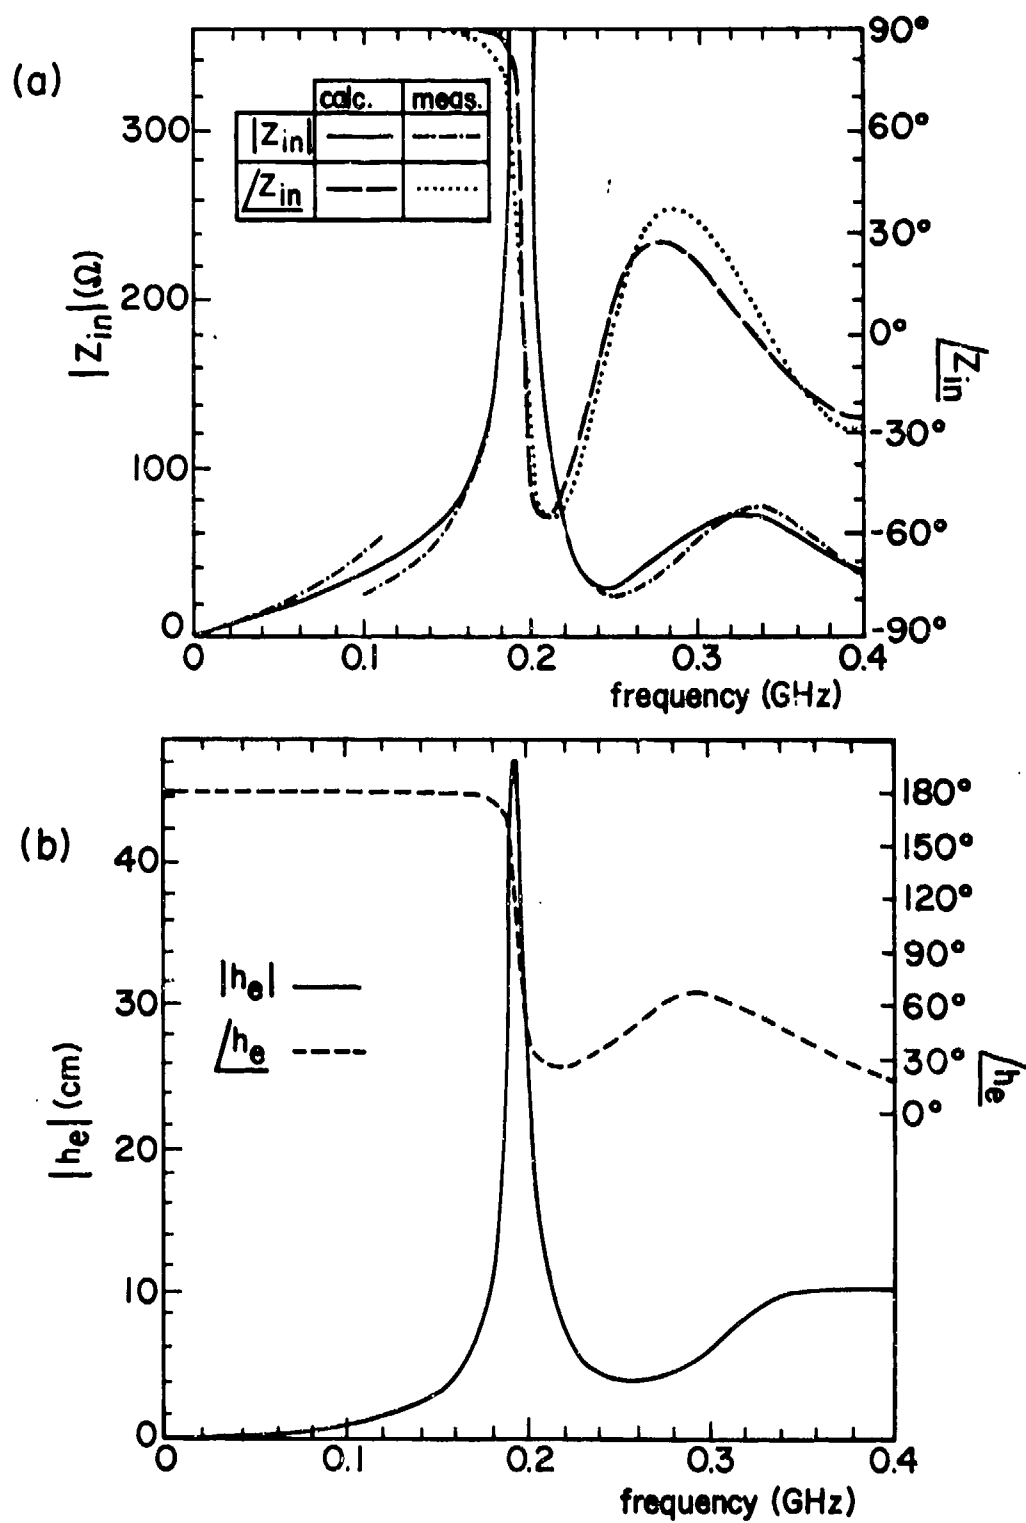 (a)
calc. meas.
|Zin|
∠Zin
300
200
100
0
|Zin|(Ω)
90°
60°
30°
0°
-30°
-60°
-90°
∠Zin
0 0.1 0.2 0.3 0.4
frequency (GHz)
(b)
|he|
∠he
40
30
20
10
0
|he| (cm)
180°
150°
120°
90°
60°
30°
0°
∠he
0 0.1 0.2 0.3 0.4
frequency (GHz)